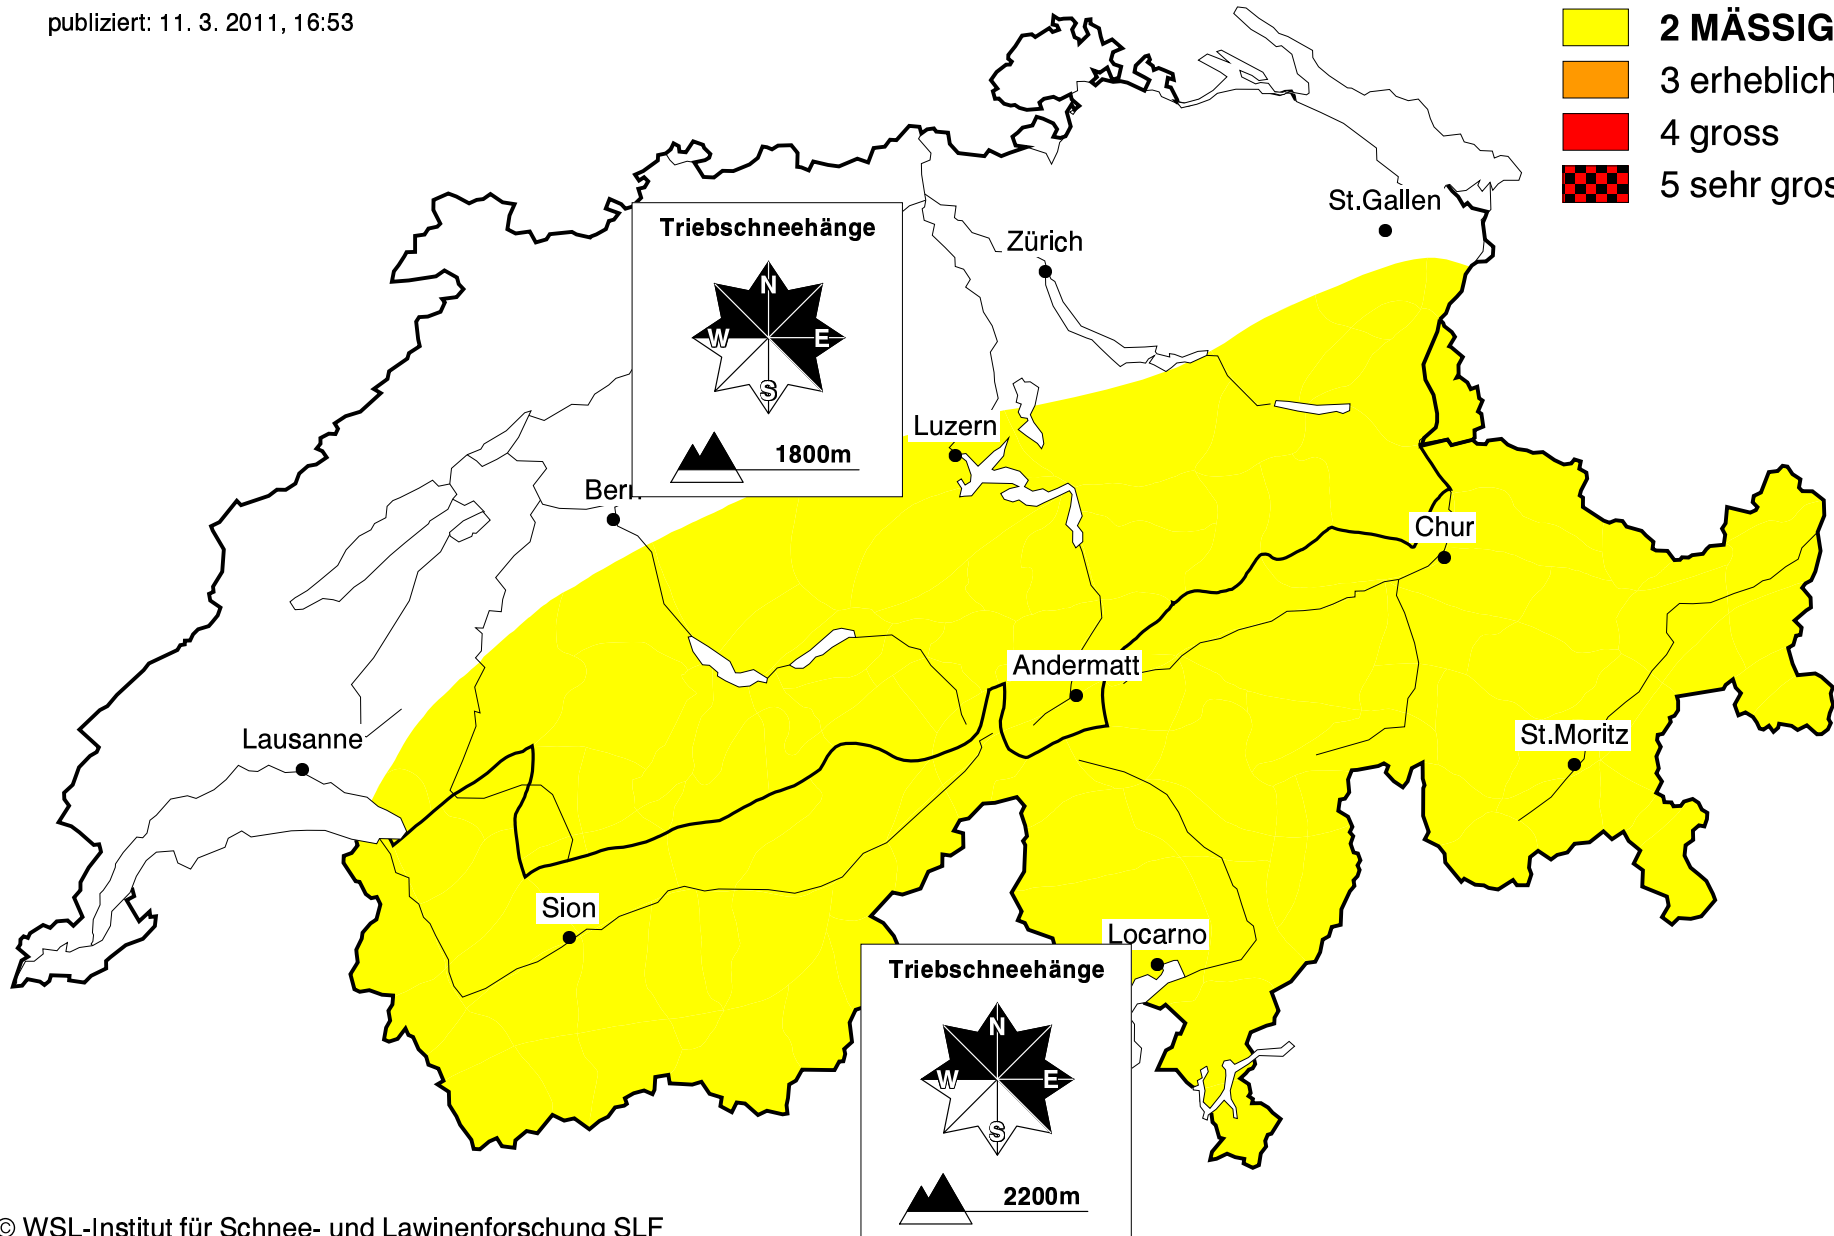 publiziert: 11. 3. 2011, 16:53
2 MÄSSIG
3 erheblich
4 gross
5 sehr gros
St.Gallen
Zürich
Triebschneehänge
N
W
E
S
1800m
Luzern
Bern
Chur
Andermatt
Lausanne
St.Moritz
Sion
Locarno
Triebschneehänge
N
W
E
S
2200m
© WSL-Institut für Schnee- und Lawinenforschung SLF